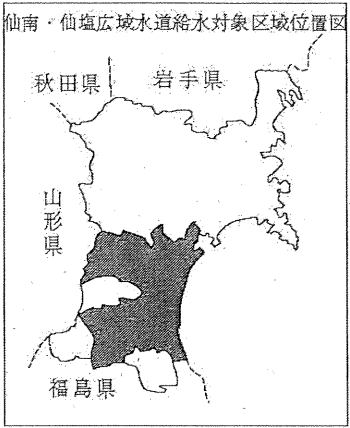 仙南・仙塩広域水道給水対象区域位置図
秋田県
岩手県
山形県
福島県